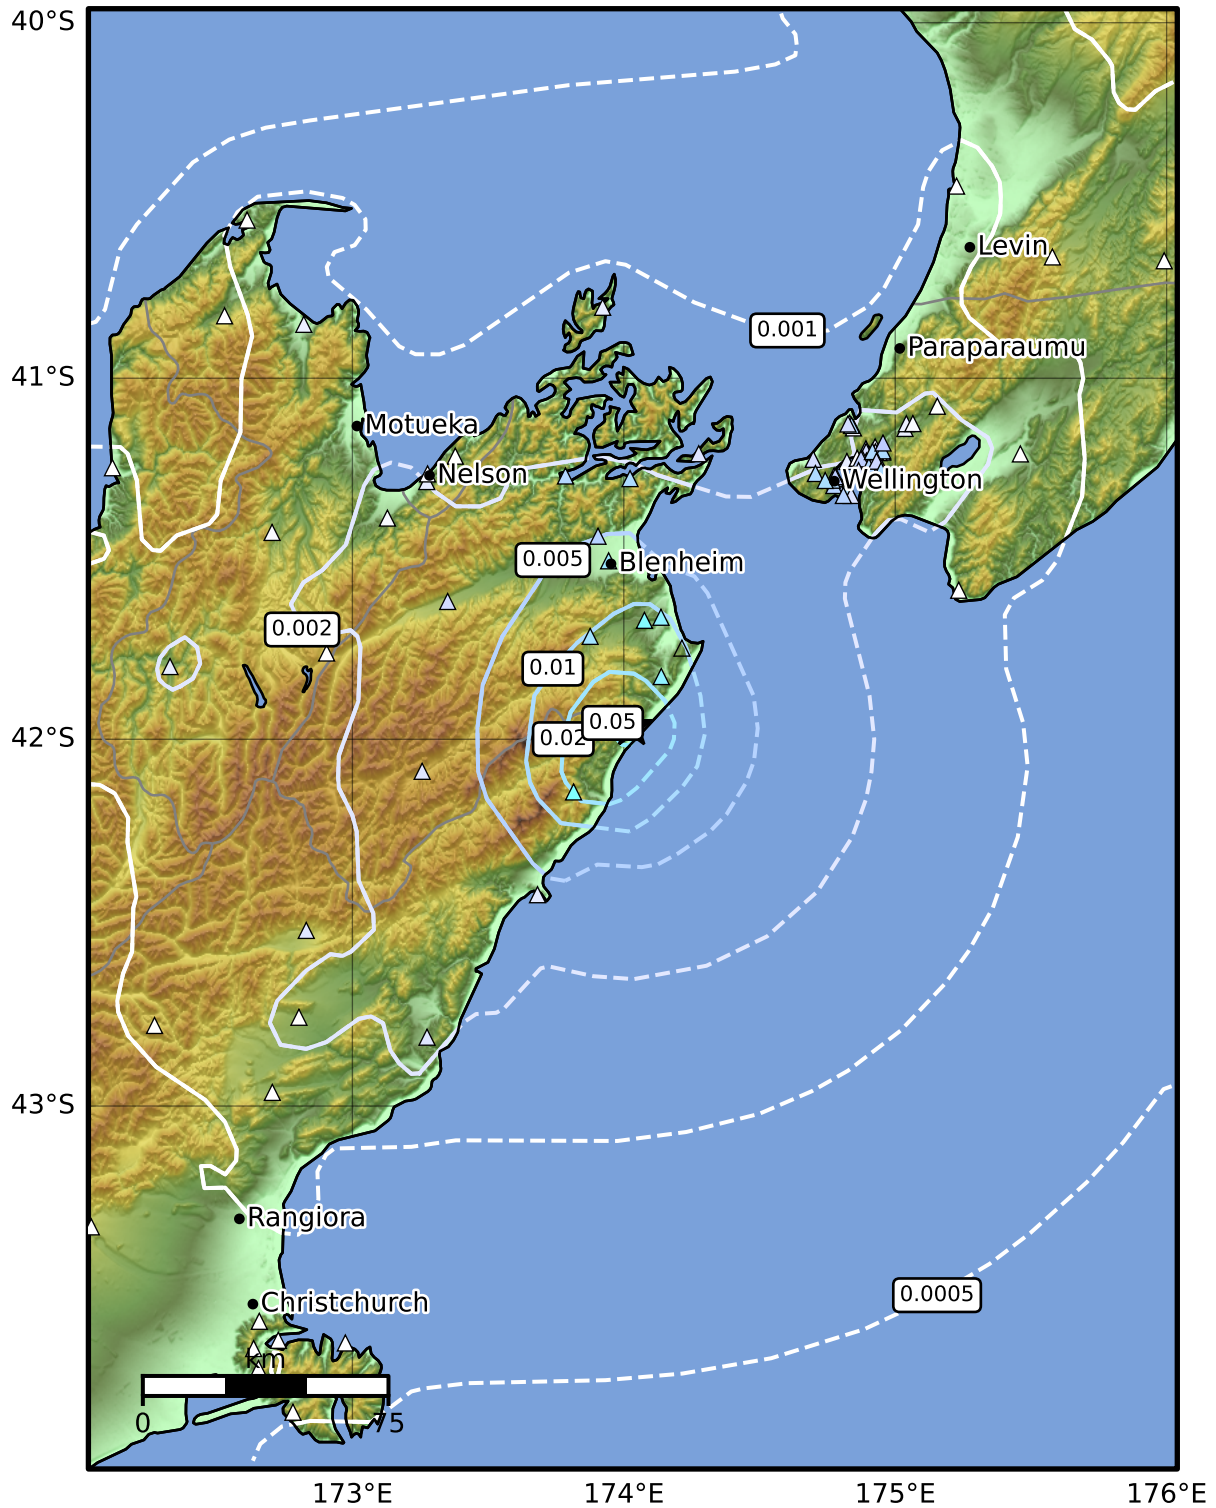 40°S
Levin
0.001
Paraparaumu
41°S
Motueka
Nelson
Wellington
0.005
Blenheim
0.002
0.01
0.05
0.02
42°S
43°S
Rangiora
0.0005
Christchurch
km
0
75
173°E
174°E
175°E
176°E